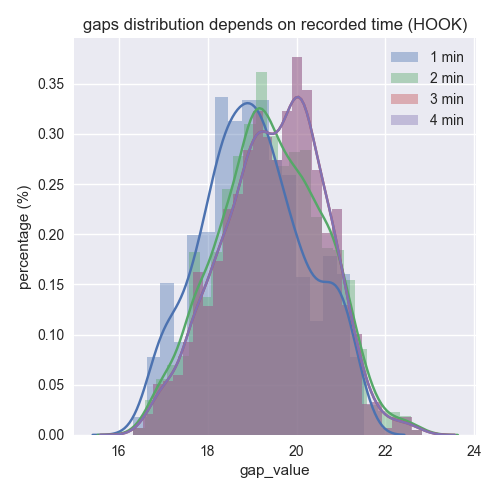 gaps distribution depends on recorded time (HOOK)
1 min
2 min
3 min
4 min
percentage (%)
0.35
0.30
0.25
0.20
0.15
0.10
0.05
0.00
16 18 20 22 24
gap_value